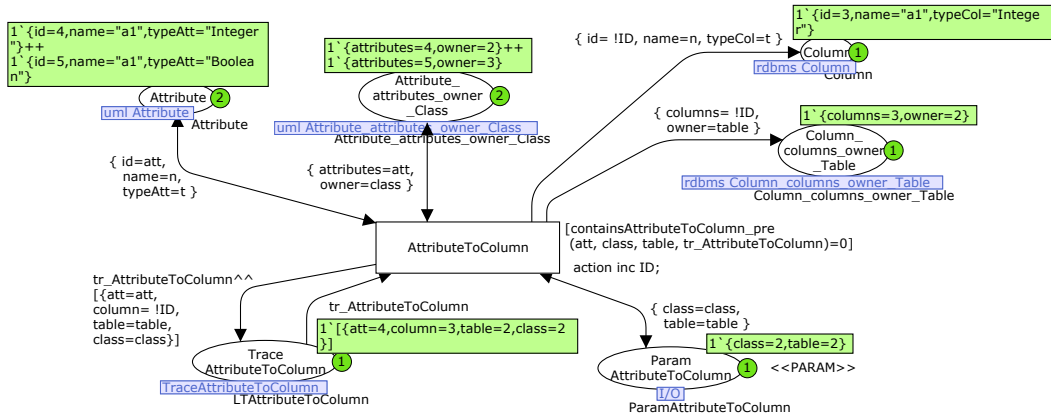 1`{id=4,name="a1",typeAtt="Integer
"}++
1`{id=5,name="a1",typeAtt="Boolea
n"}
Attribute
2
uml Attribute
Attribute
1`{attributes=4,owner=2}++
1`{attributes=5,owner=3}
Attribute_
attributes_owner
_Class
2
uml Attribute_attributes_owner_Class
Attribute_attributes_owner_Class
{ id= !ID, name=n, typeCol=t }
1`{id=3,name="a1",typeCol="Intege
r"}
Column
1
rdbms Column
Column
{ columns= !ID,
owner=table }
1`{columns=3,owner=2}
Column_
columns_owner
_Table
1
rdbms Column_columns_owner_Table
Column_columns_owner_Table
{ id=att,
name=n,
typeAtt=t }
{ attributes=att,
owner=class }
AttributeToColumn
[containsAttributeToColumn_pre
(att, class, table, tr_AttributeToColumn)=0]
action inc ID;
tr_AttributeToColumn^^
[{att=att,
column= !ID,
table=table,
class=class}]
tr_AttributeToColumn
1`[{att=4,column=3,table=2,class=2
}]
Trace
AttributeToColumn
1
TraceAttributeToColumn
LTAttributeToColumn
{ class=class,
table=table }
1`{class=2,table=2}
Param
AttributeToColumn
1
<<PARAM>>
I/O
ParamAttributeToColumn